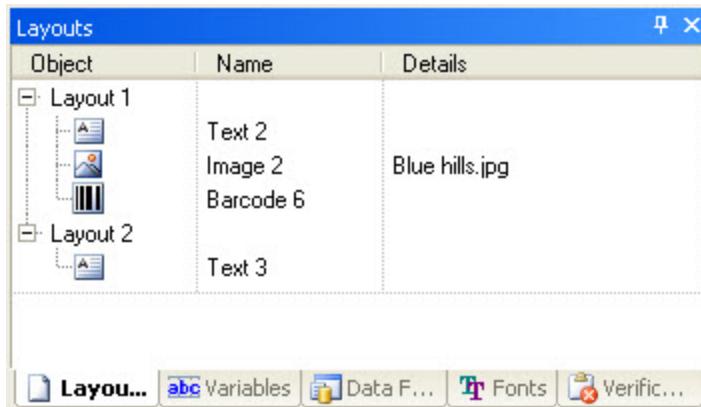 Layouts
Object Name Details
Layout 1
Text 2
Image 2 Blue hills.jpg
Barcode 6
Layout 2
Text 3
Layou... abc Variables Data F... Fonts Verific...